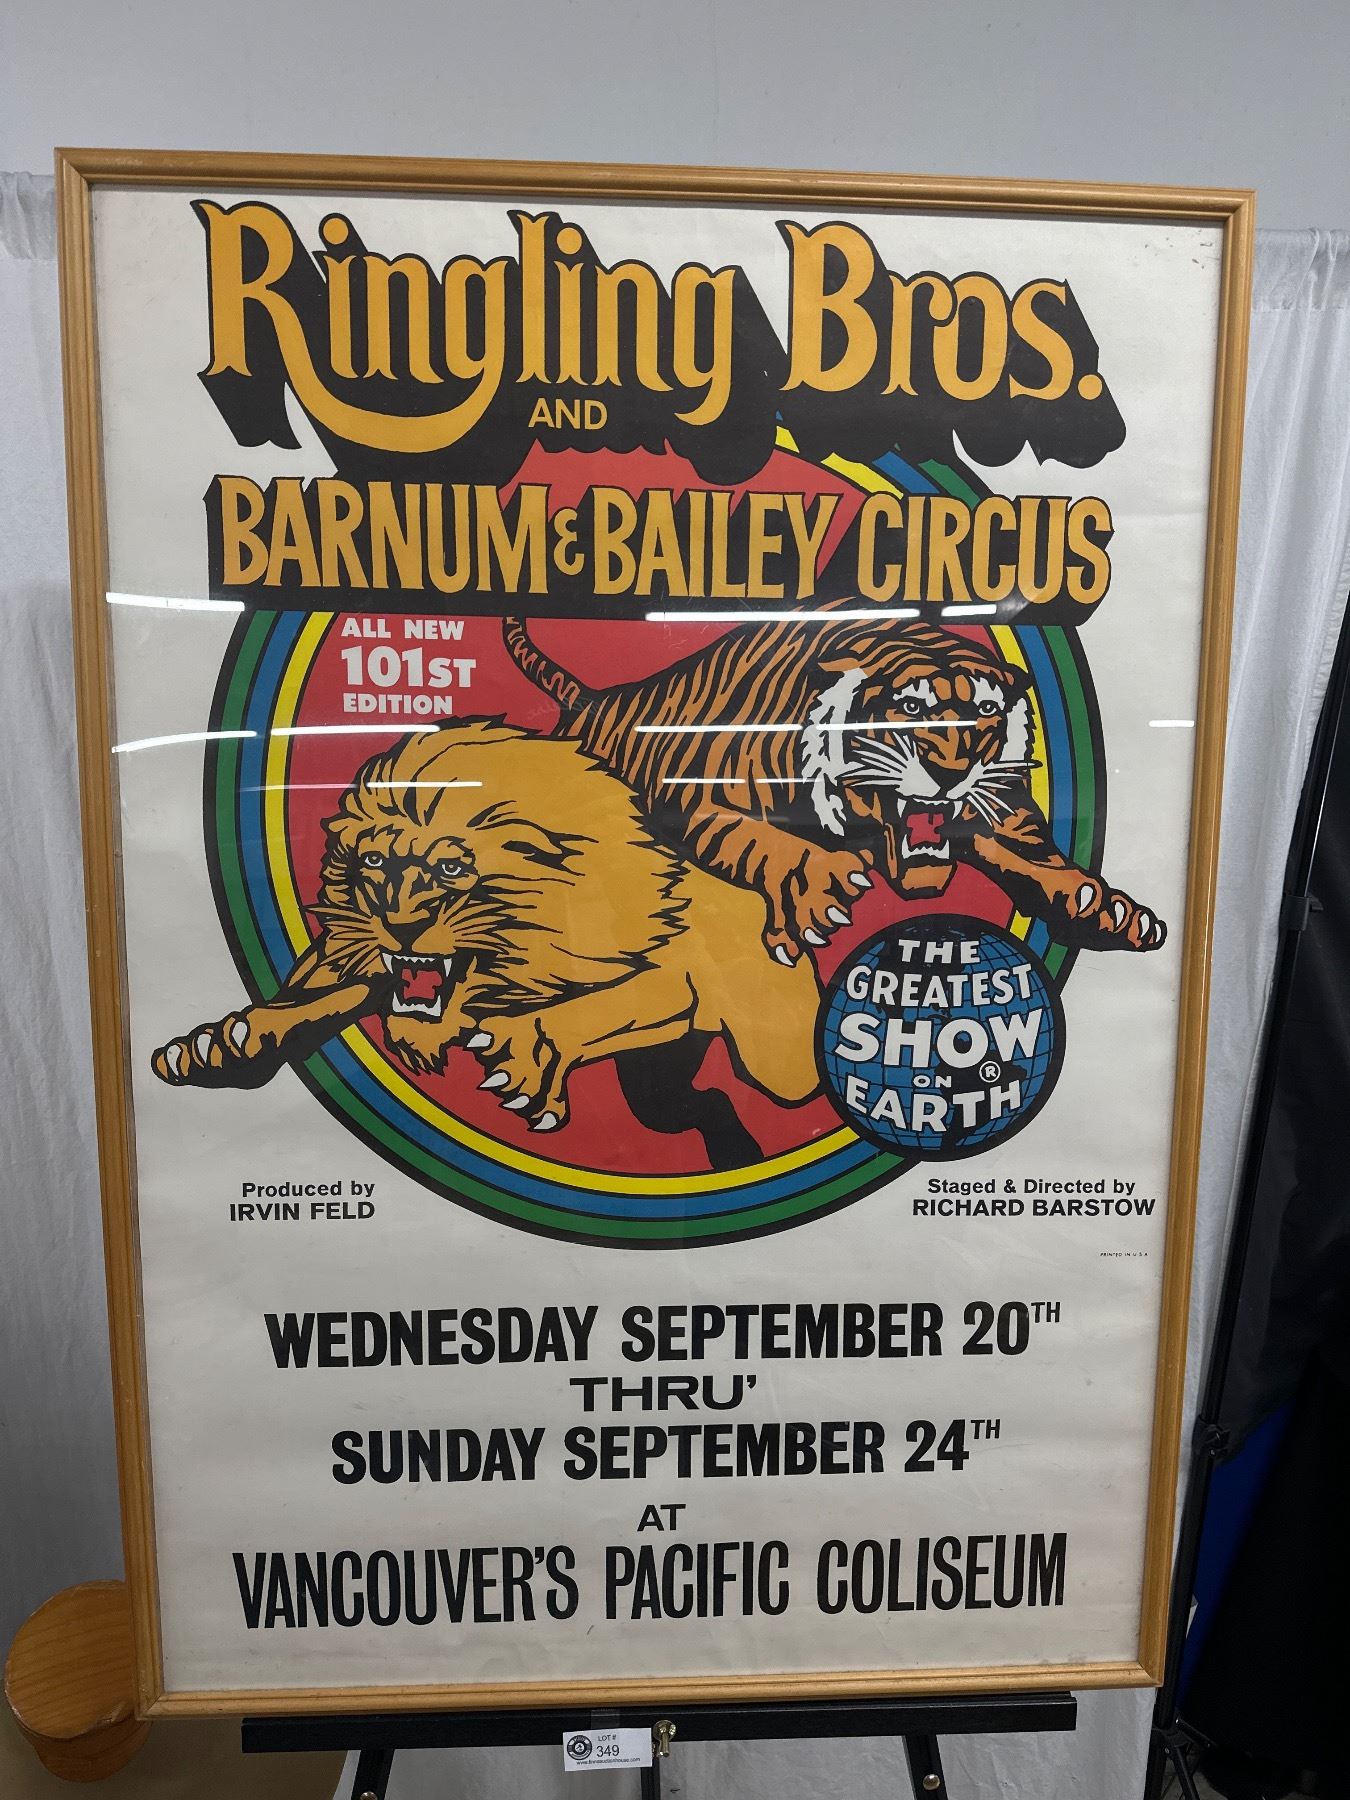 Ringling Bros.
AND
BARNUM & BAILEY CIRCUS
ALL NEW
101ST
EDITION
THE
GREATEST
SHOW
ON ®
EARTH
Produced by
IRVIN FELD
Staged & Directed by
RICHARD BARSTOW
PRINTED IN U.S.A
WEDNESDAY SEPTEMBER 20TH
THRU'
SUNDAY SEPTEMBER 24TH
AT
VANCOUVER'S PACIFIC COLISEUM
LOT #
349